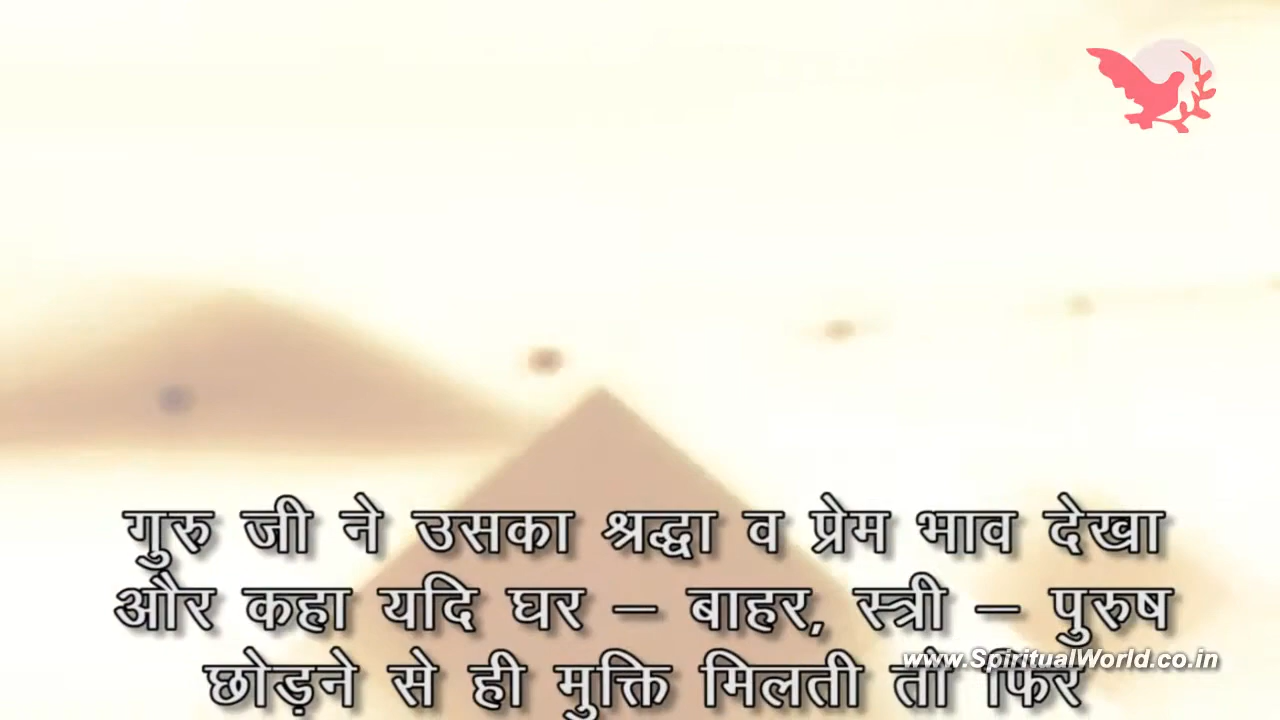 गुरु जी ने उसका श्रद्धा व प्रेम भाव देखा
और कहा यदि घर – बाहर, स्त्री – पुरुष
छोड़ने से ही मुक्ति मिलती तो फिर
www.SpiritualWorld.co.in